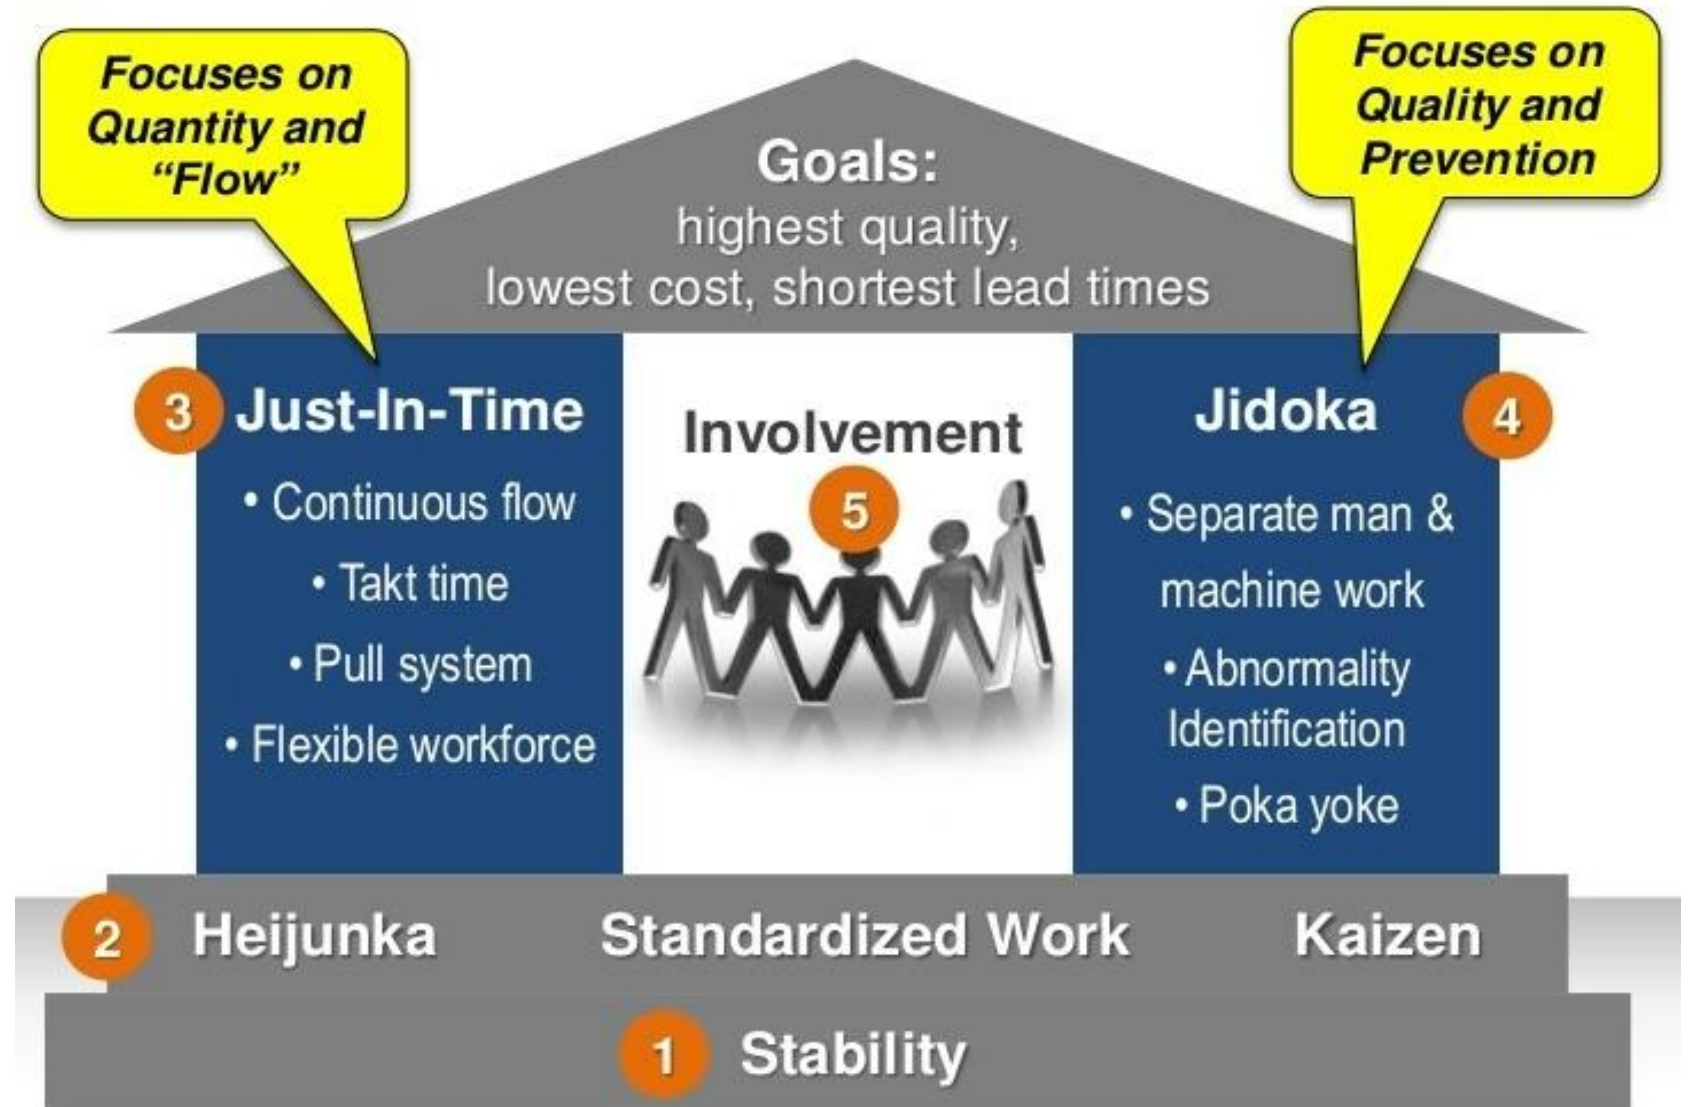 Focuses on
Quantity and
“Flow”
Focuses on
Quality and
Prevention
Goals:
highest quality,
lowest cost, shortest lead times
3 Just-In-Time
• Continuous flow
• Takt time
• Pull system
• Flexible workforce
Involvement
5
Jidoka 4
• Separate man &
machine work
• Abnormality
Identification
• Poka yoke
2 Heijunka Standardized Work Kaizen
1 Stability